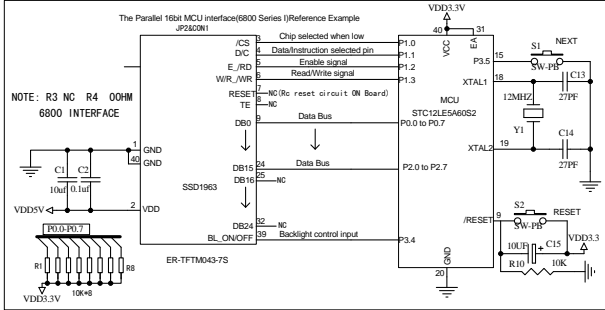 The Parallel 16bit MCU interface(6800 Series I)Reference Example
JP2&CON1
NOTE: R3 NC R4 0OHM
6800 INTERFACE
C1
10uf
C2
0.1uf
VDD5V
P0.0-P0.7
R1
R8
10K*8
VDD3.3V
1 GND
40 GND
2 VDD
SSD1963
ER-TFTM043-7S
/CS 3 Chip selected when low P1.0
D/C 4 Data/Instruction selected pin P1.1
E_/RD 5 Enable signal P1.2
W/R_/WR 6 Read/Write signal P1.3
RESET 7 NC(Rc reset circuit ON Board)
TE 8 NC
DB0 9 Data Bus P0.0 to P0.7
DB15 24 Data Bus P2.0 to P2.7
DB16 25 NC
DB24 32 NC
BL_ON/OFF 39 Backlight control input P3.4
VDD3.3V
40 VCC
31 EA
MCU
STC12LE5A60S2
P3.5 15
XTAL1 18
XTAL2 19
/RESET 9
GND
20
S1 NEXT
SW-PB
C13
27PF
12MHZ
Y1
C14
27PF
S2 RESET
SW-PB
10UF + C15
VDD3.3
R10 10K